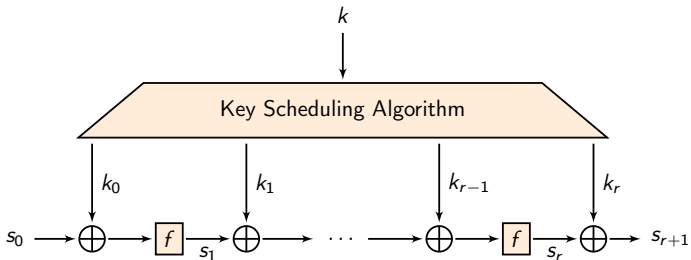 k
Key Scheduling Algorithm
k₀ k₁ kᵣ₋₁ kᵣ
s₀ f s₁ ··· f sᵣ sᵣ₊₁